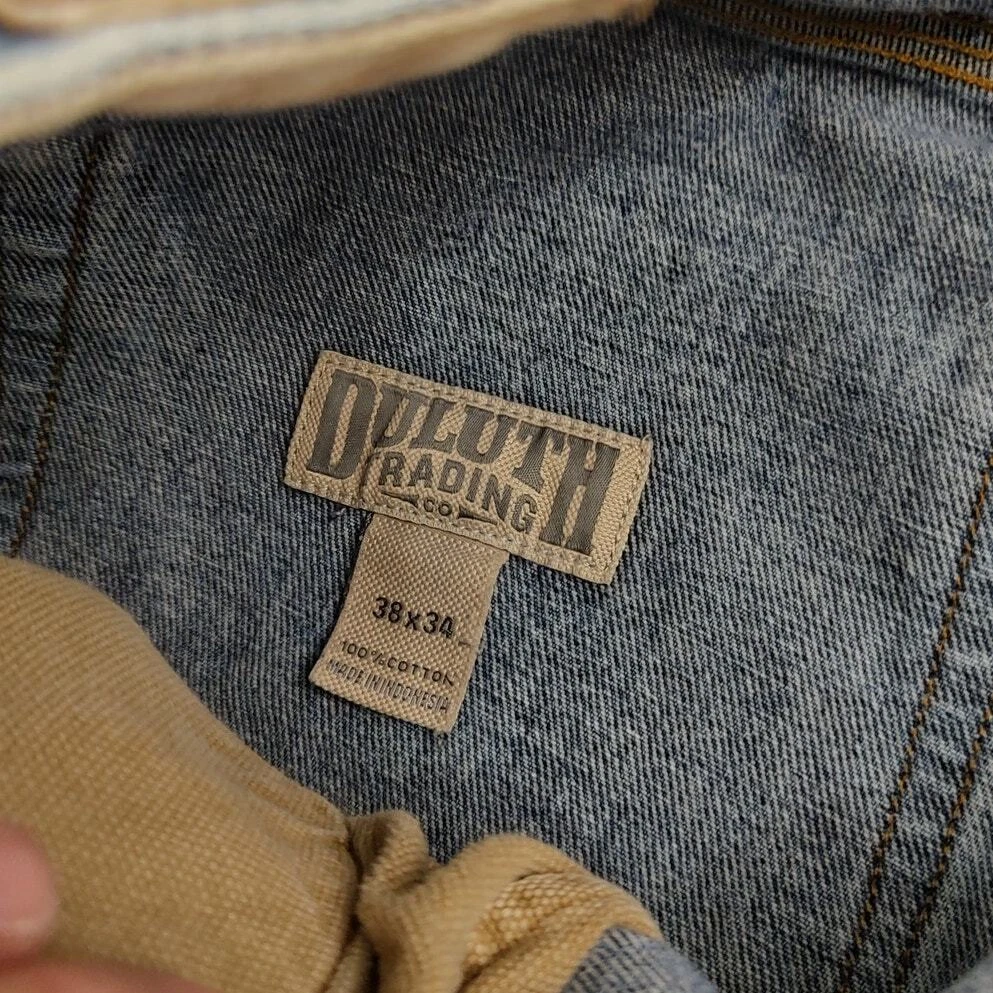 DULUTH
TRADING
CO
38x34
100% COTTON
MADE IN INDONESIA